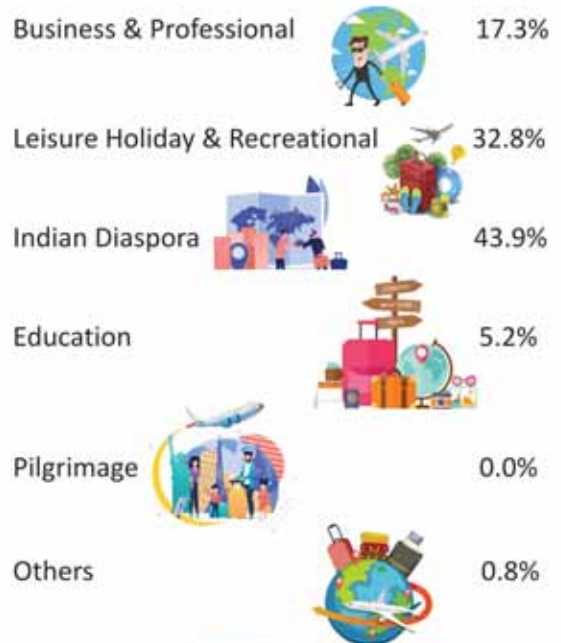 Business & Professional 17.3%
Leisure Holiday & Recreational 32.8%
Indian Diaspora 43.9%
Education 5.2%
Pilgrimage 0.0%
Others 0.8%